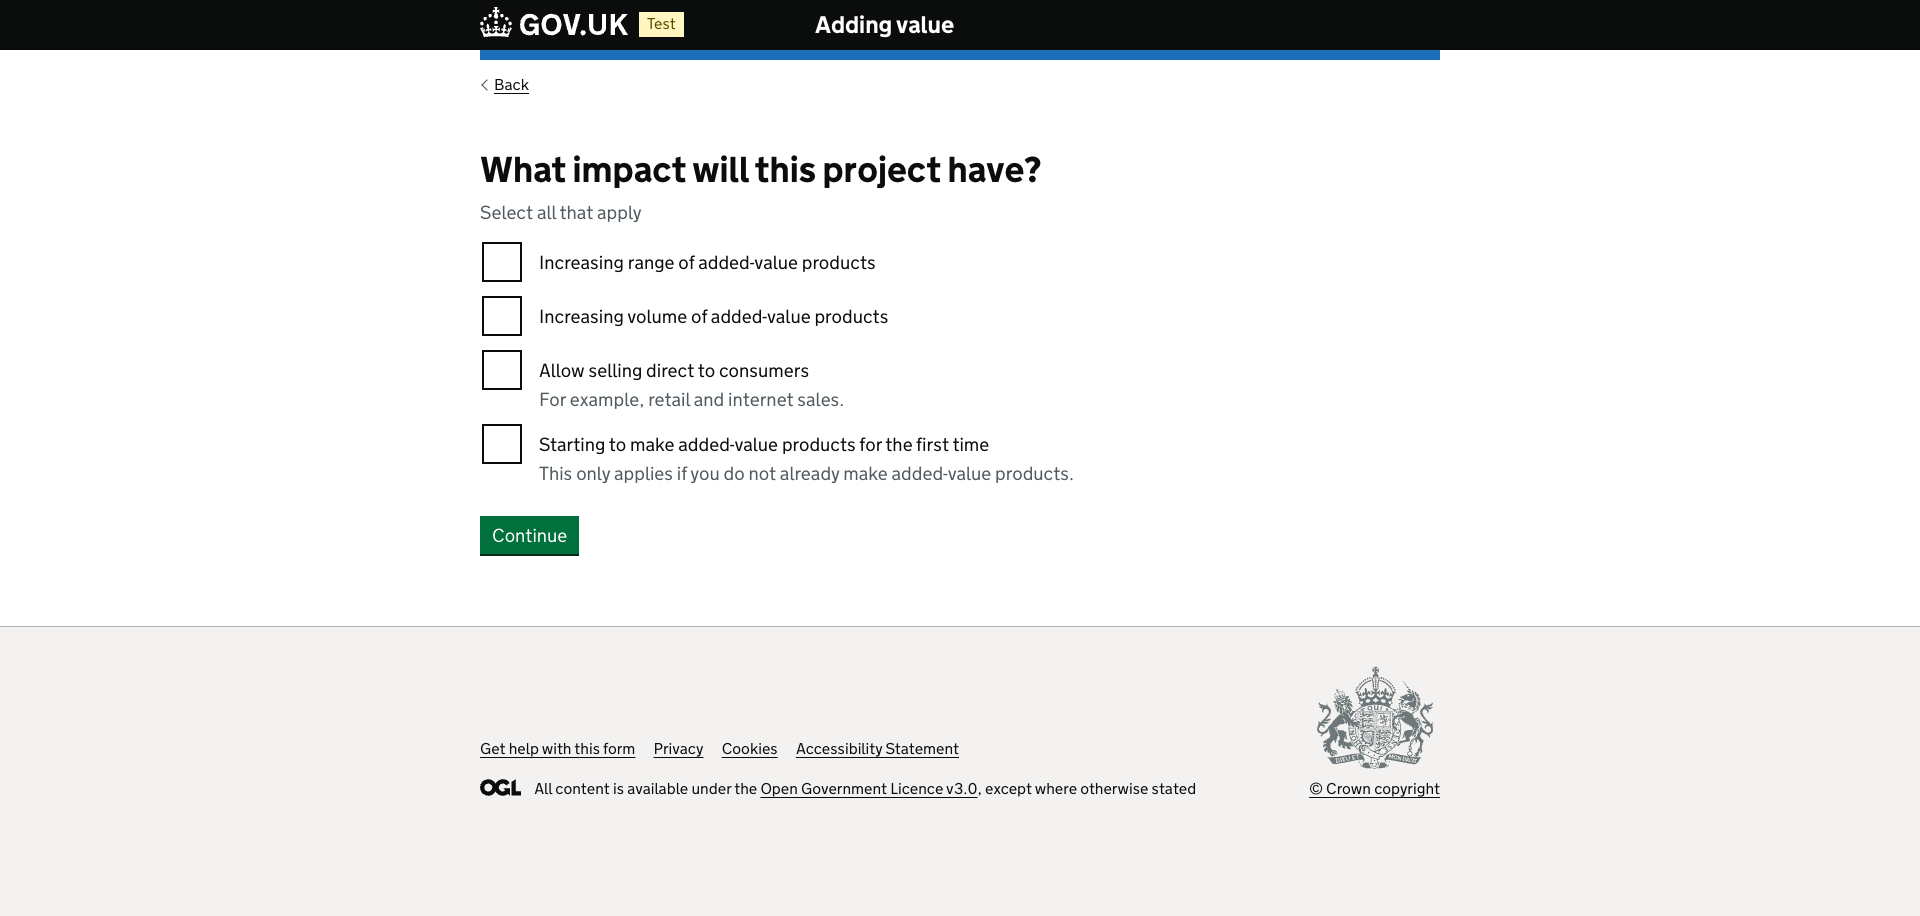 GOV.UK Test Adding value
Back
What impact will this project have?
Select all that apply
Increasing range of added-value products
Increasing volume of added-value products
Allow selling direct to consumers
For example, retail and internet sales.
Starting to make added-value products for the first time
This only applies if you do not already make added-value products.
Continue
Get help with this form Privacy Cookies Accessibility Statement
OGL All content is available under the Open Government Licence v3.0, except where otherwise stated
© Crown copyright